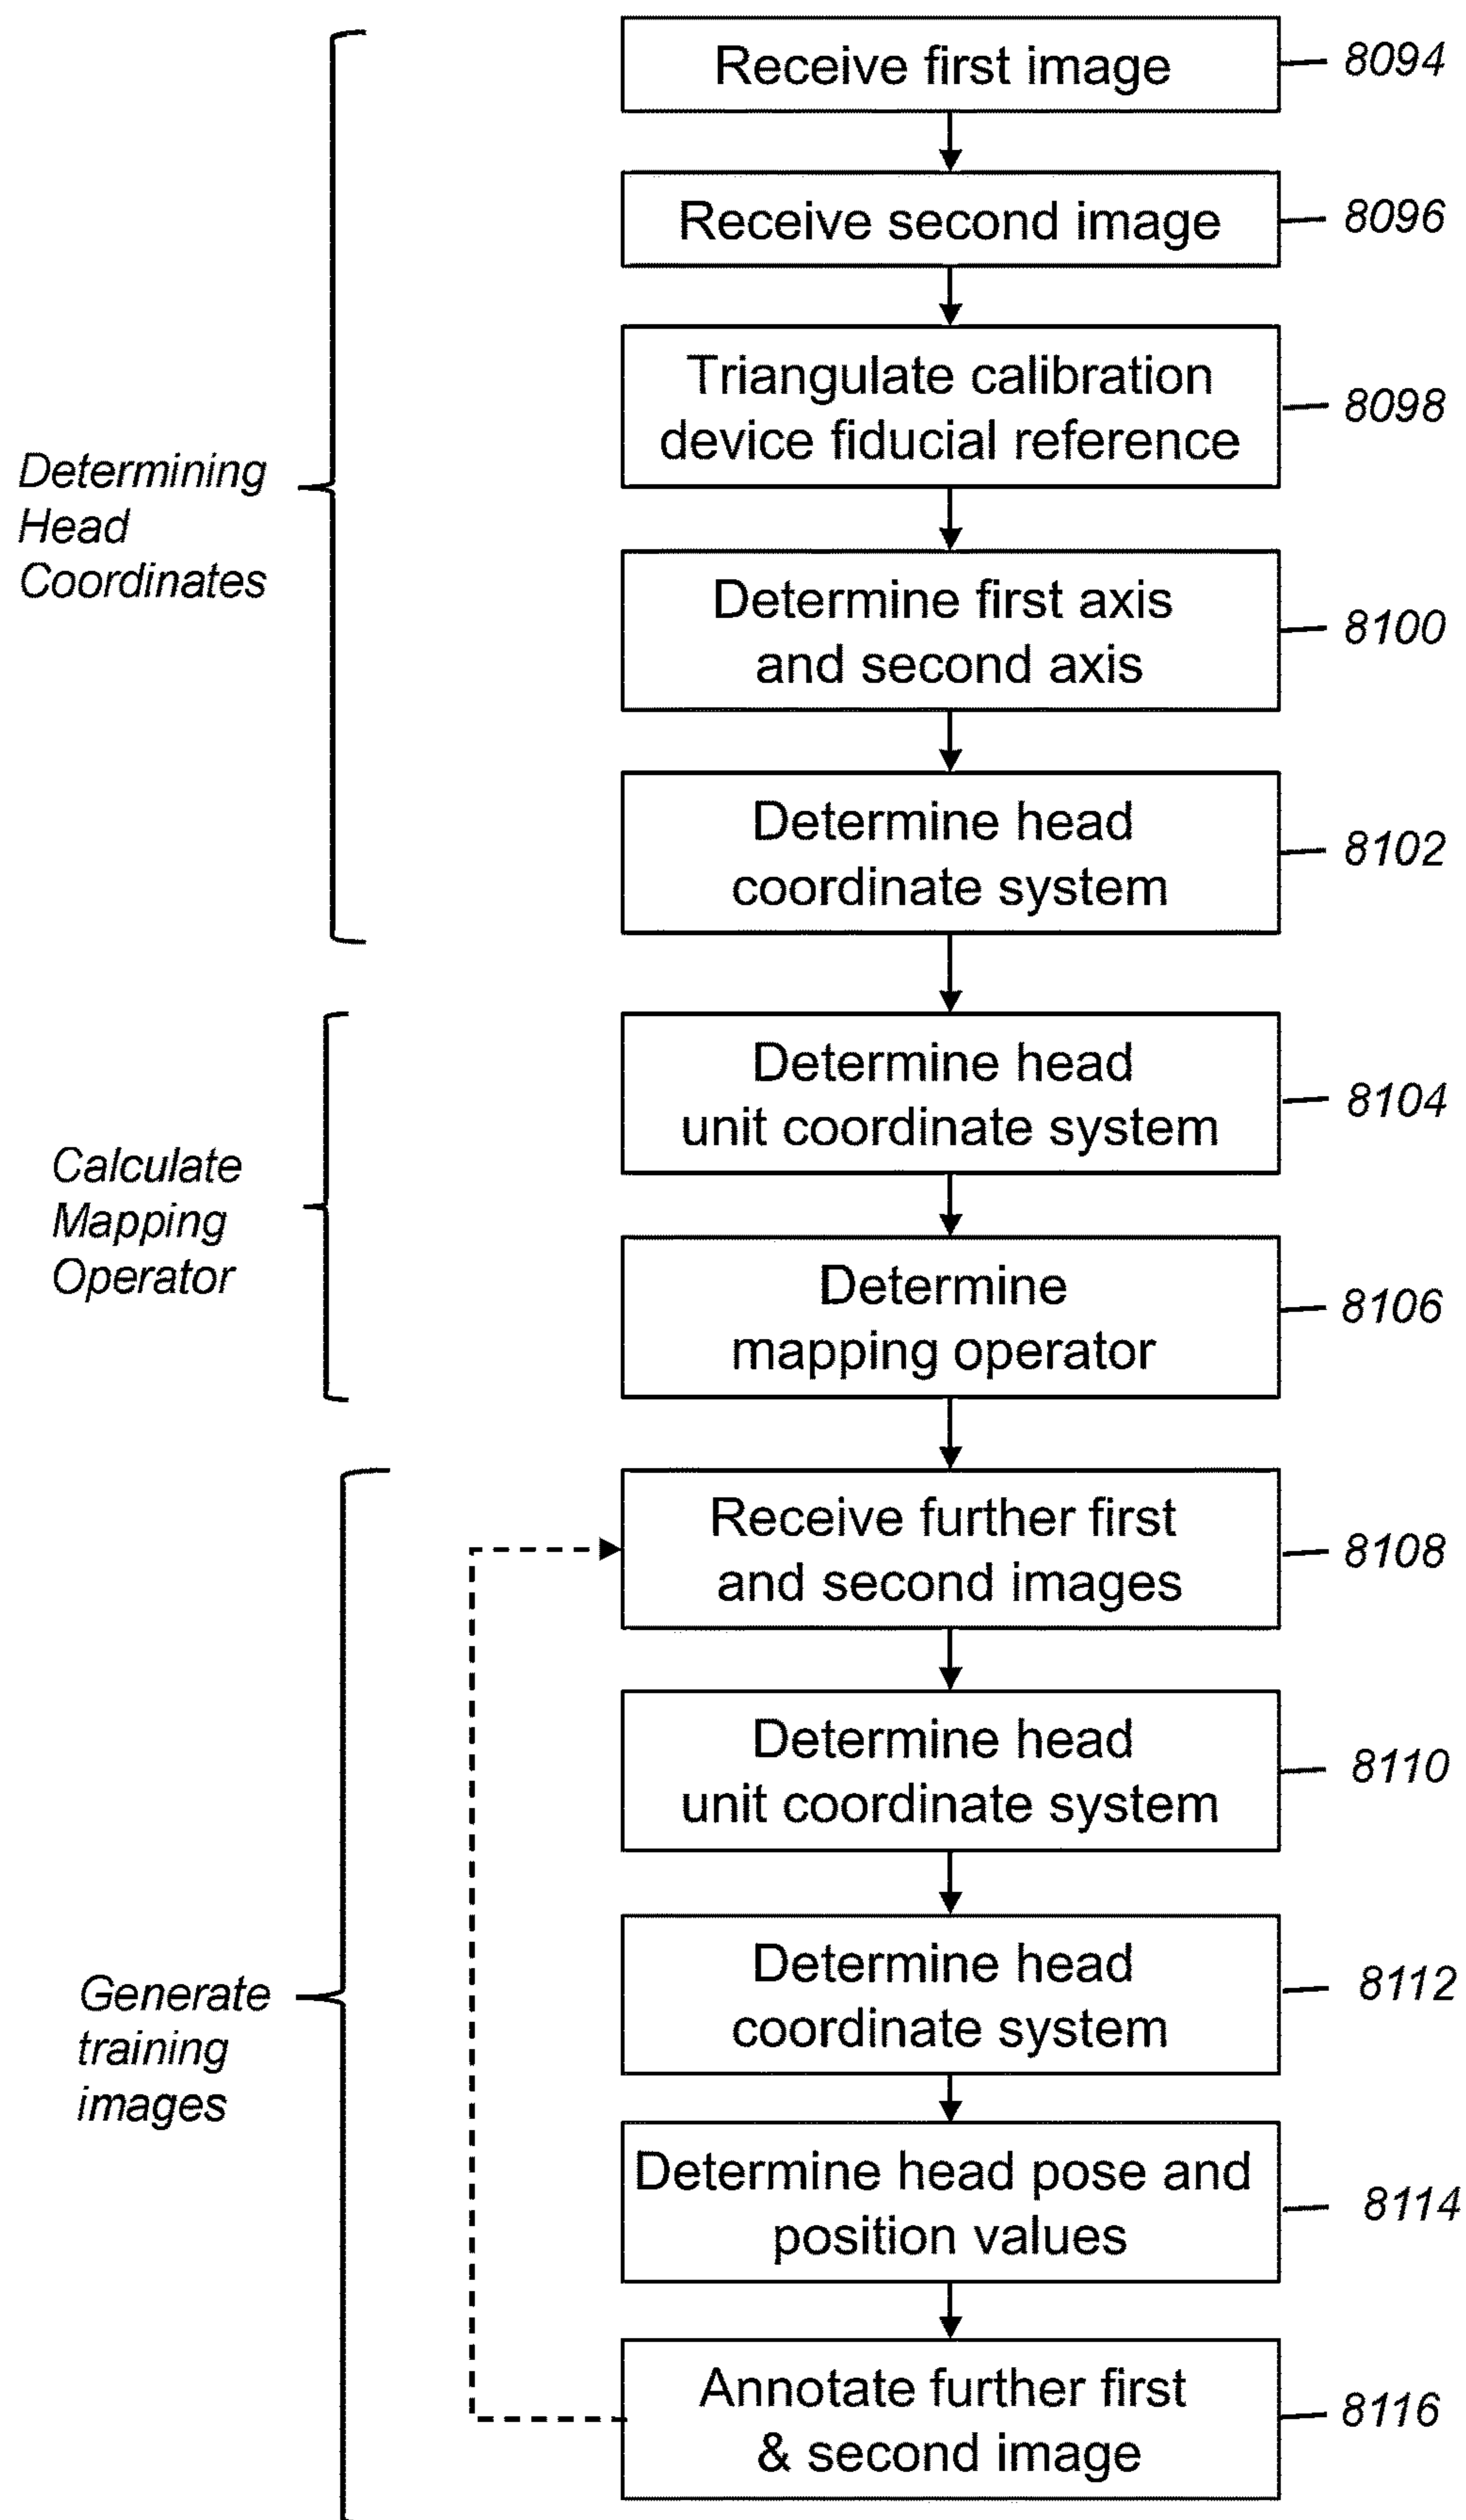 Receive first image
8094
Receive second image
8096
Triangulate calibration
device fiducial reference
8098
Determining
Head
Coordinates
Determine first axis
and second axis
8100
Determine head
coordinate system
8102
Determine head
unit coordinate system
8104
Calculate
Mapping
Operator
Determine
mapping operator
8106
Receive further first
and second images
8108
Determine head
unit coordinate system
8110
Generate
training
images
Determine head
coordinate system
8112
Determine head pose and
position values
8114
Annotate further first
& second image
8116